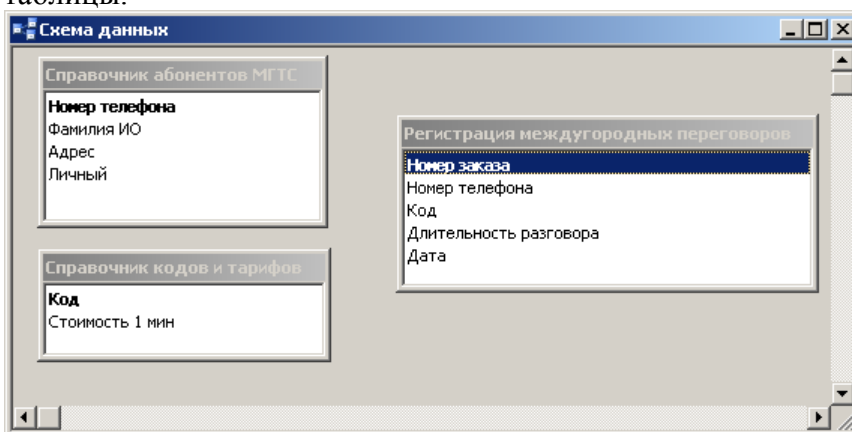 таблицы.
Схема данных
Справочник абонентов МГТС
Номер телефона
Фамилия ИО
Адрес
Личный
Регистрация междугородных переговоров
Номер заказа
Номер телефона
Код
Длительность разговора
Дата
Справочник кодов и тарифов
Код
Стоимость 1 мин